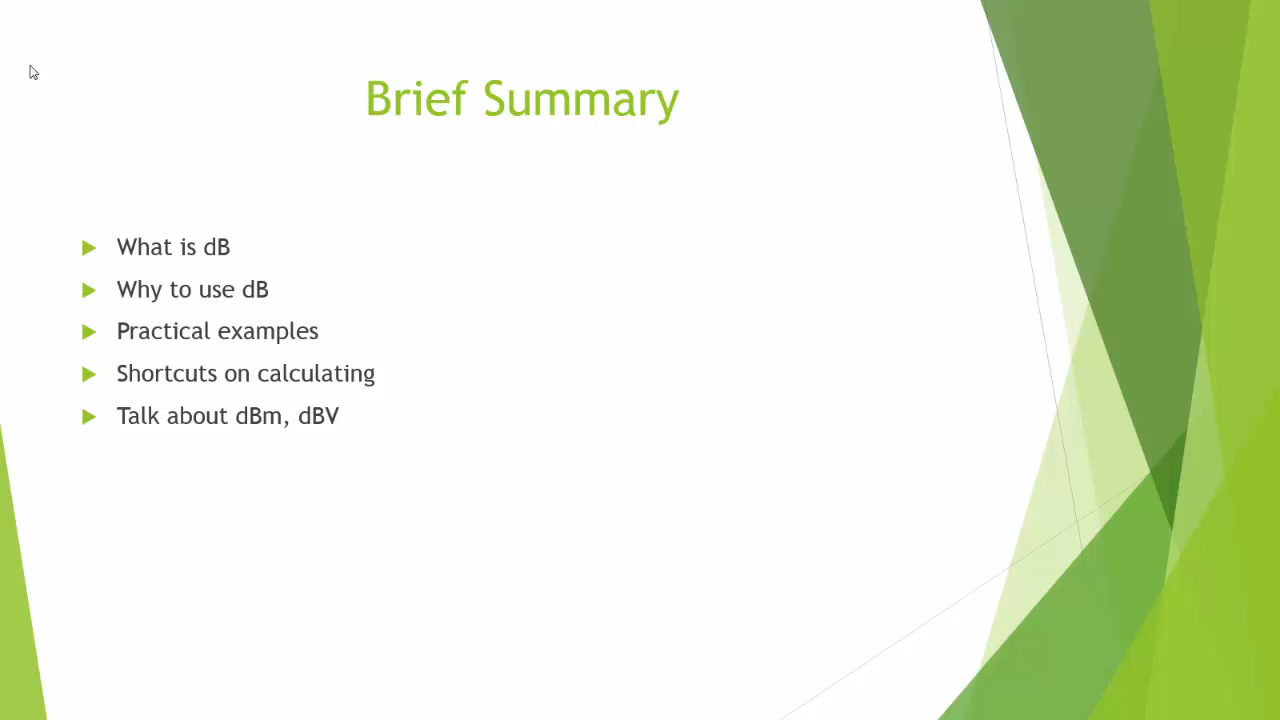 Brief Summary
What is dB
Why to use dB
Practical examples
Shortcuts on calculating
Talk about dBm, dBV